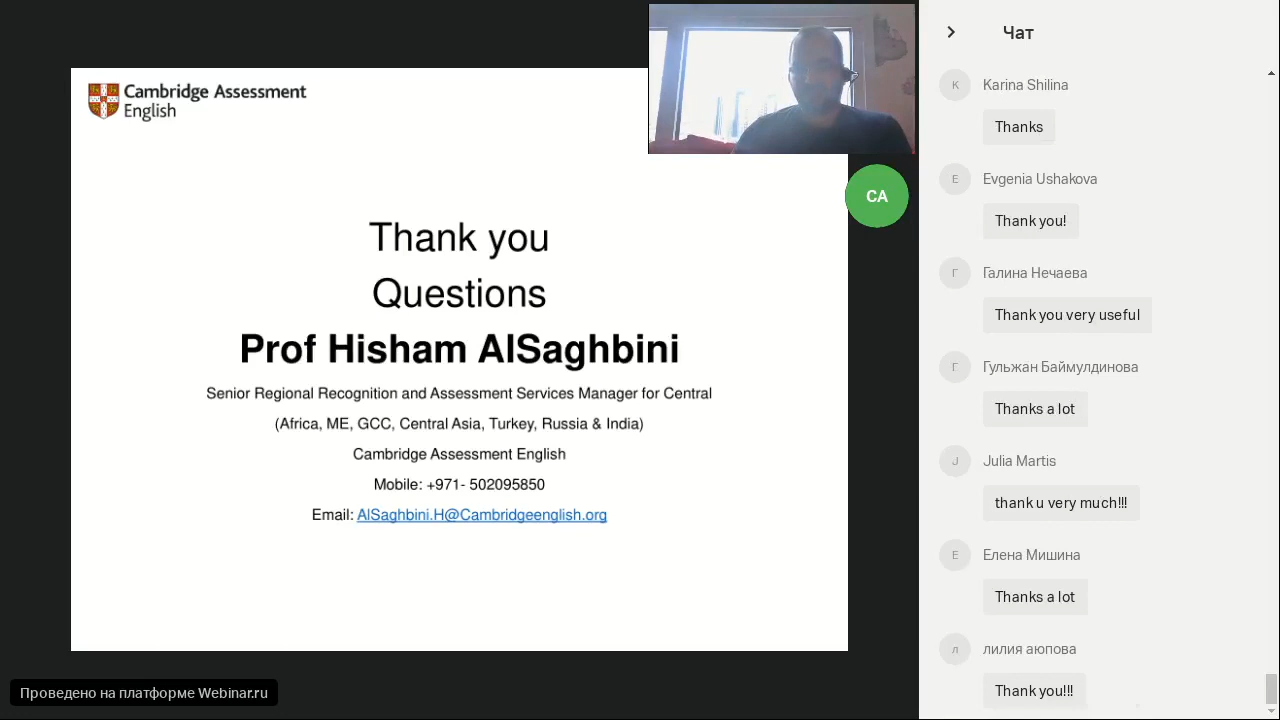 Cambridge Assessment
English
Thank you
Questions
Prof Hisham AlSaghbini
Senior Regional Recognition and Assessment Services Manager for Central
(Africa, ME, GCC, Central Asia, Turkey, Russia & India)
Cambridge Assessment English
Mobile: +971- 502095850
Email: AlSaghbini.H@Cambridgeenglish.org
CA
Проведено на платформе Webinar.ru
Чат
K
Karina Shilina
Thanks
E
Evgenia Ushakova
Thank you!
Г
Галина Нечаева
Thank you very useful
Г
Гульжан Баймулдинова
Thanks a lot
J
Julia Martis
thank u very much!!!
Е
Елена Мишина
Thanks a lot
л
лилия аюпова
Thank you!!!